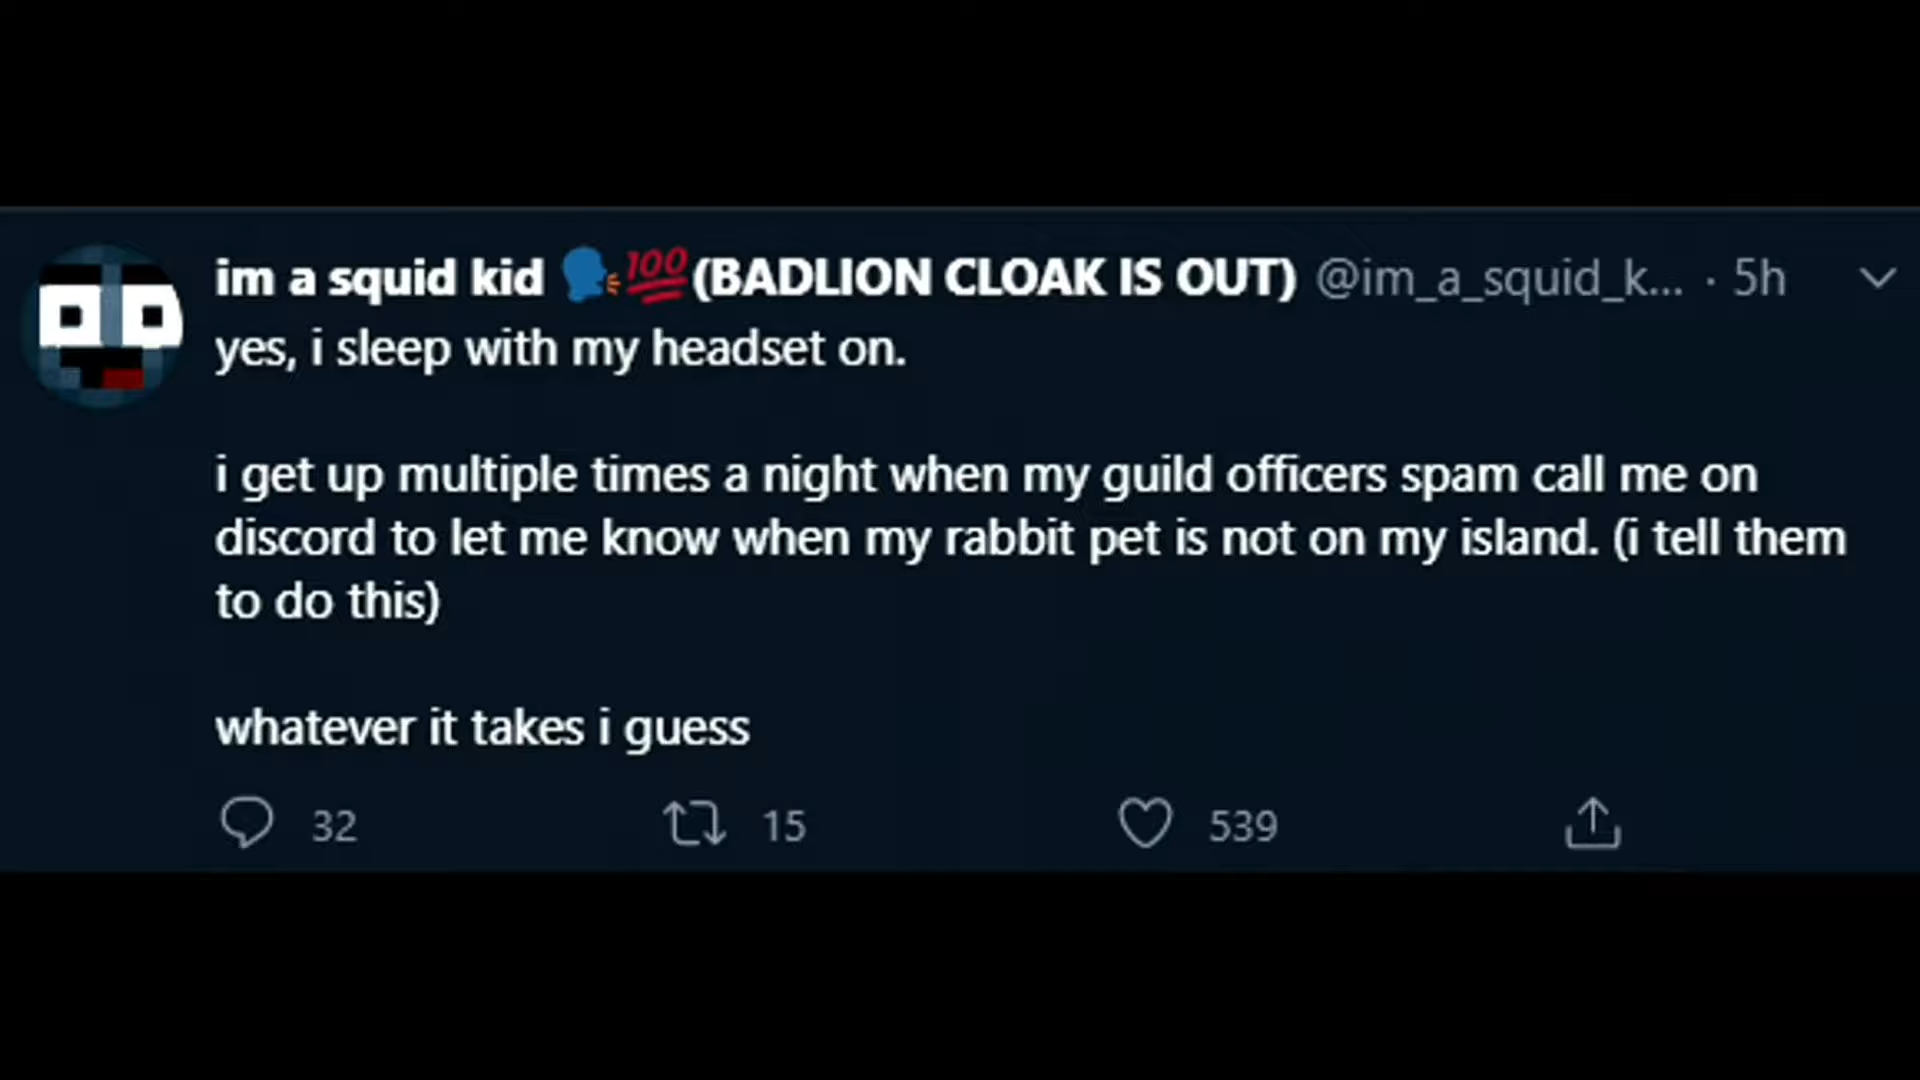 im a squid kid 🗣️💯(BADLION CLOAK IS OUT) @im_a_squid_k... · 5h
yes, i sleep with my headset on.
i get up multiple times a night when my guild officers spam call me on
discord to let me know when my rabbit pet is not on my island. (i tell them
to do this)
whatever it takes i guess
32 15 539